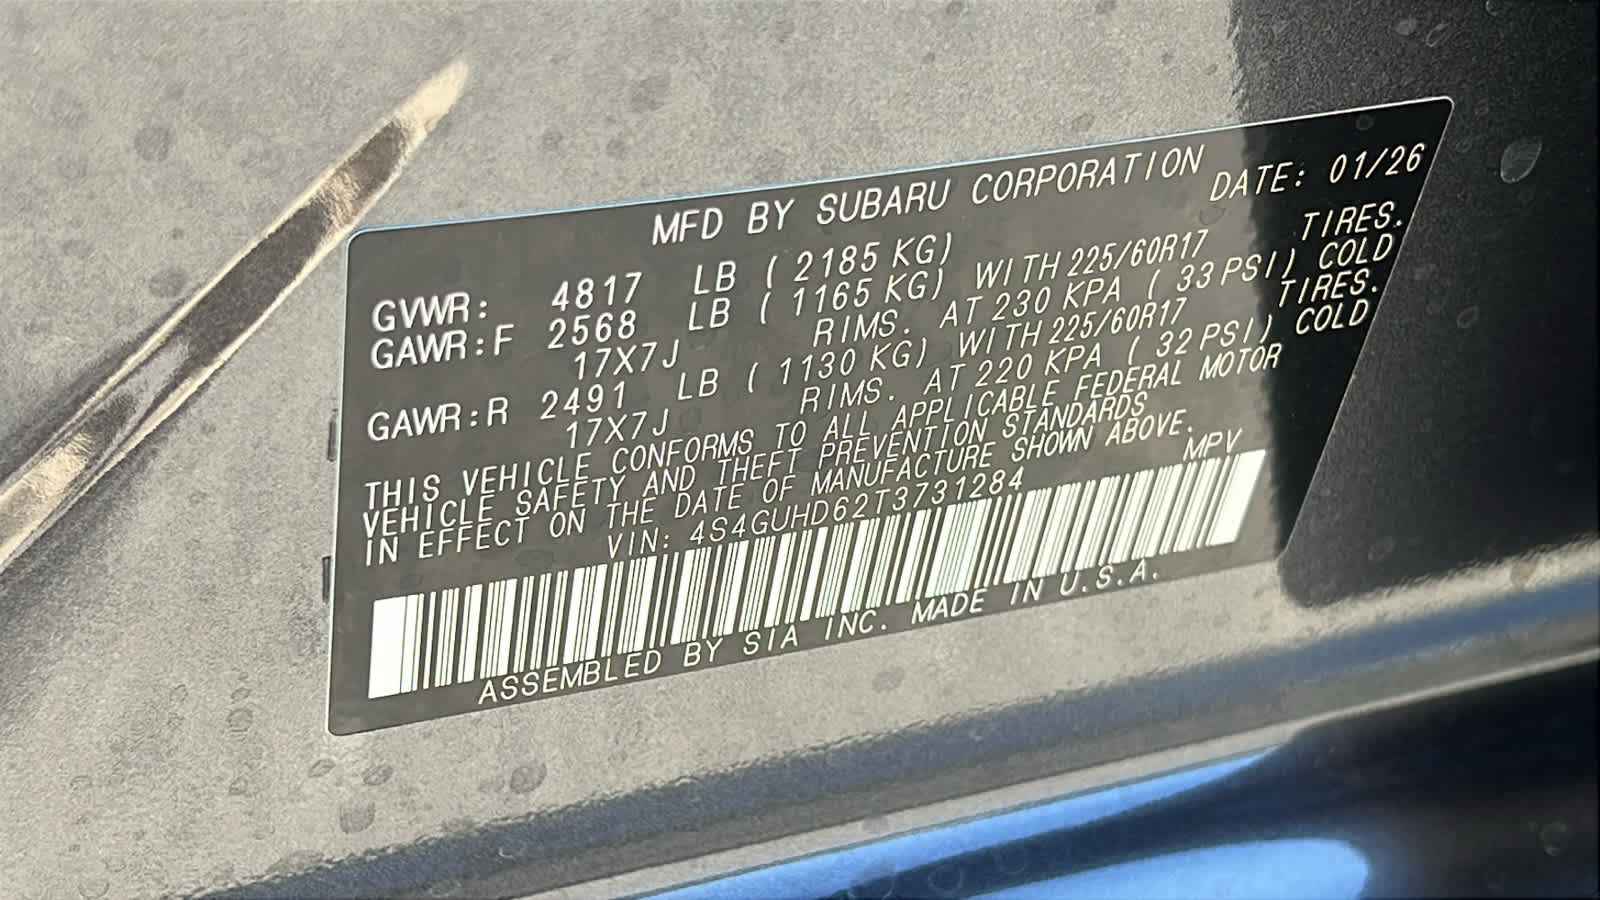 MFD BY SUBARU CORPORATION DATE: 01/26
GVWR: 4817 LB ( 2185 KG)
GAWR:F 2568 LB ( 1165 KG) WITH 225/60R17 TIRES.
17X7J RIMS. AT 230 KPA ( 33 PSI) COLD
GAWR:R 2491 LB ( 1130 KG) WITH 225/60R17 TIRES.
17X7J RIMS. AT 220 KPA ( 32 PSI) COLD
THIS VEHICLE CONFORMS TO ALL APPLICABLE FEDERAL MOTOR
VEHICLE SAFETY AND THEFT PREVENTION STANDARDS
IN EFFECT ON THE DATE OF MANUFACTURE SHOWN ABOVE.
VIN: 4S4GUHD62T3731284 MPV
ASSEMBLED BY SIA INC. MADE IN U.S.A.